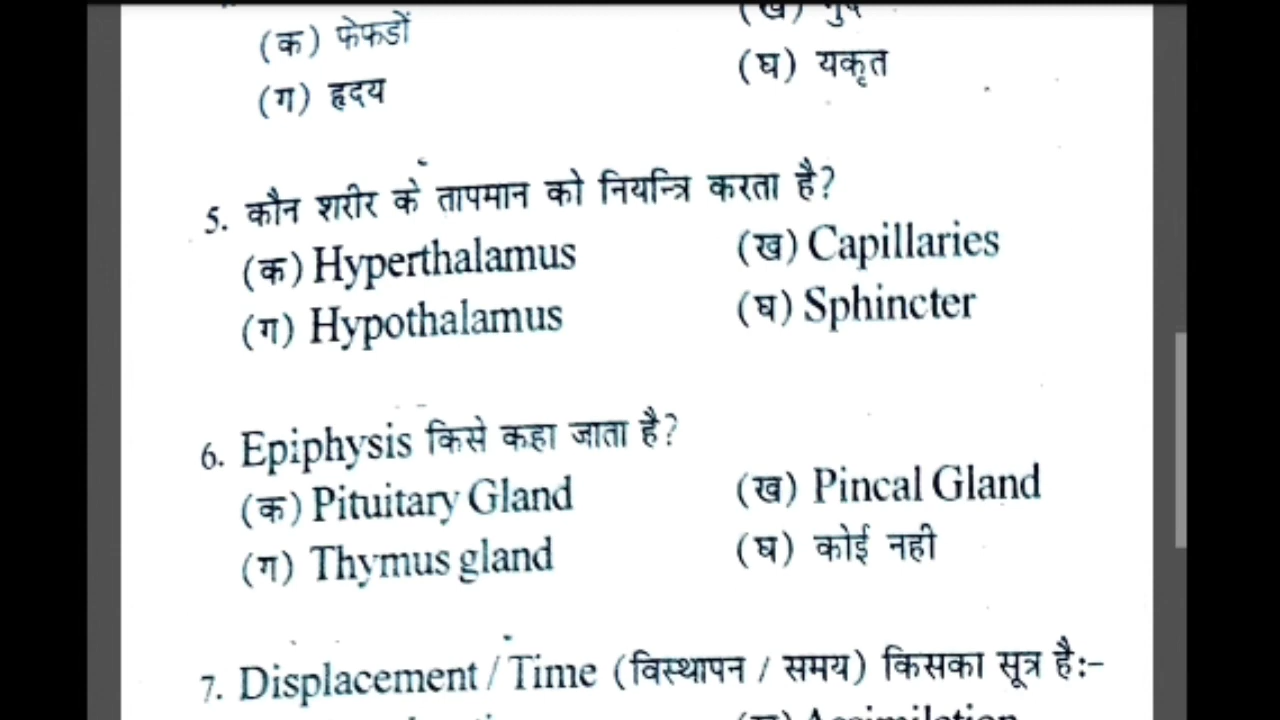 (क) फेफडों
(घ) यकृत
(ग) हृदय
5. कौन शरीर के तापमान को नियन्त्रि करता है?
(क) Hyperthalamus (ख) Capillaries
(ग) Hypothalamus (घ) Sphincter
6. Epiphysis किसे कहा जाता है?
(क) Pituitary Gland (ख) Pincal Gland
(ग) Thymus gland (घ) कोई नही
7. Displacement / Time (विस्थापन / समय) किसका सूत्र है:-